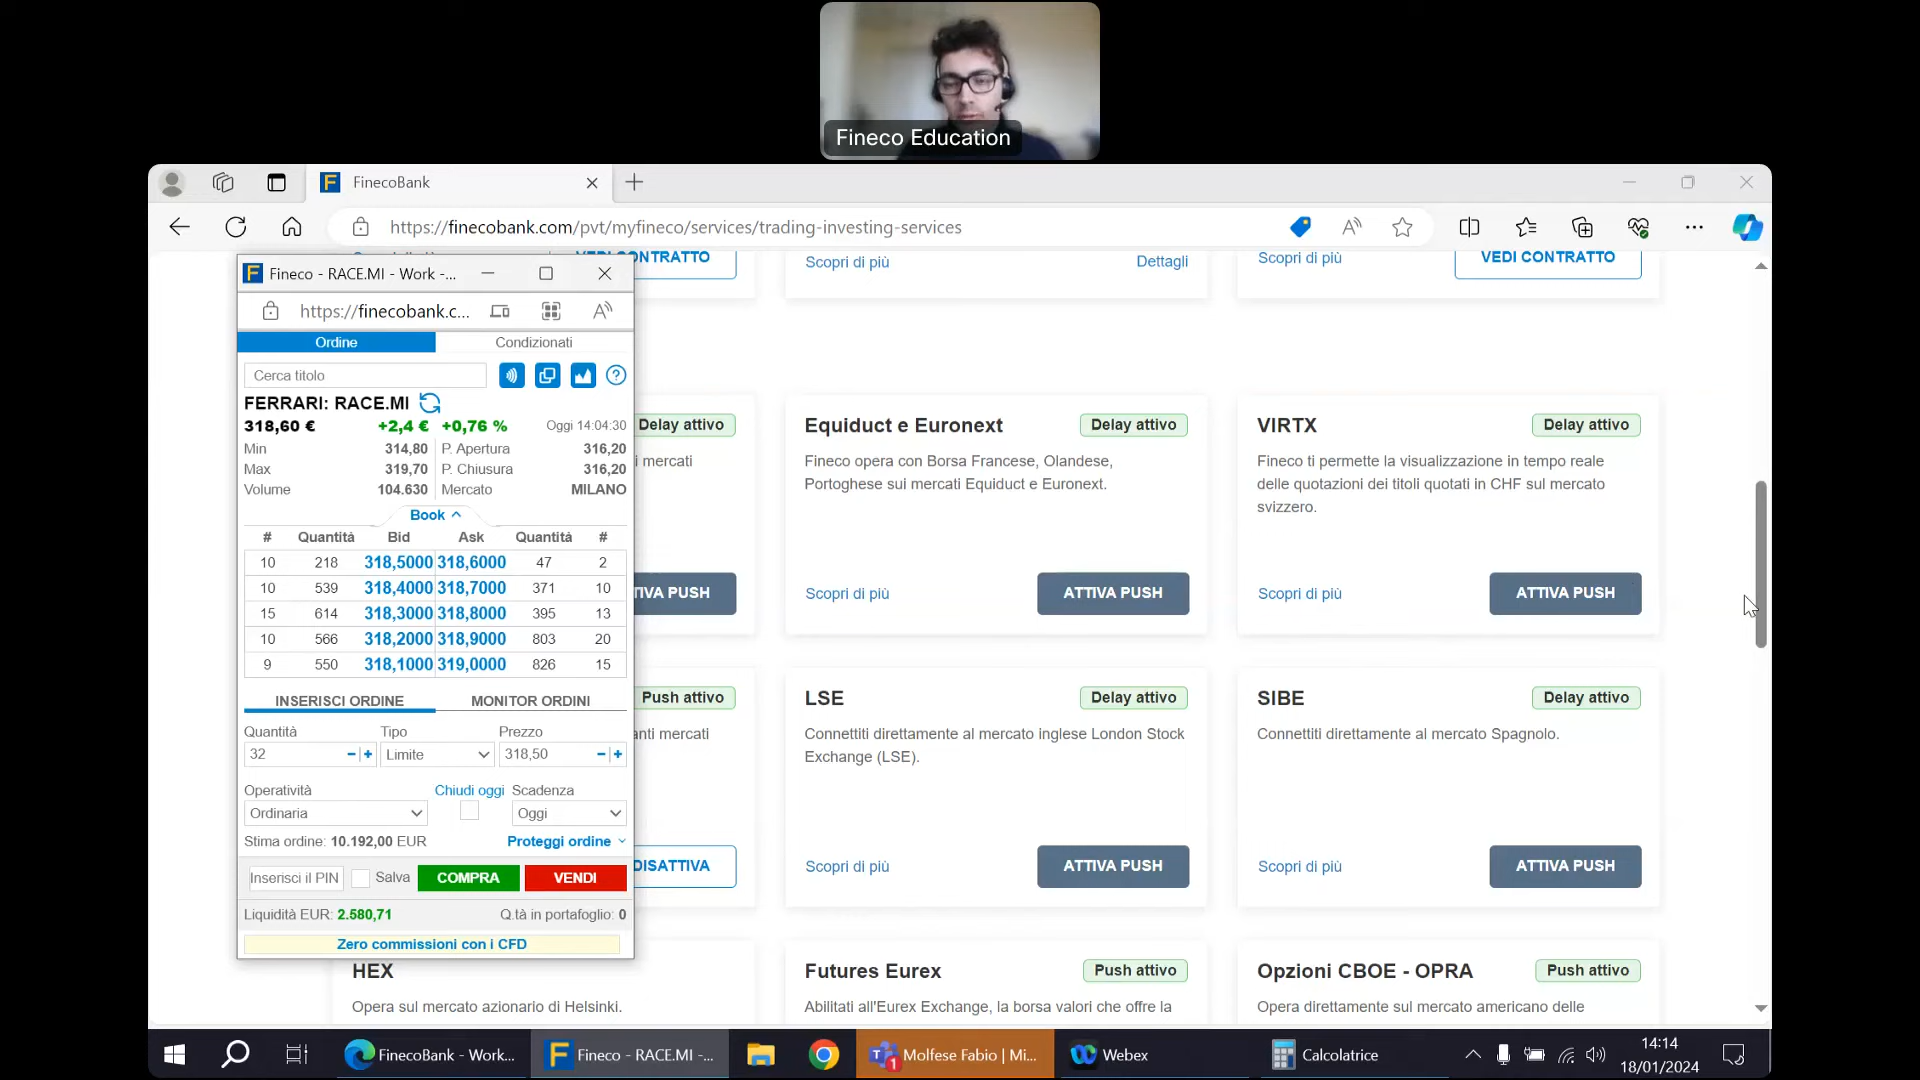 Fineco Education
FinecoBank
https://finecobank.com/pvt/myfineco/services/trading-investing-services
Fineco - RACE.MI - Work -...
https://finecobank.c...
Ordine
Condizionati
Cerca titolo
FERRARI: RACE.MI
318,60 € +2,4 € +0,76 % Oggi 14:04:30
Min 314,80 P. Apertura 316,20
Max 319,70 P. Chiusura 316,20
Volume 104.630 Mercato MILANO
Book
# Quantità Bid Ask Quantità #
10 218 318,5000 318,6000 47 2
10 539 318,4000 318,7000 371 10
15 614 318,3000 318,8000 395 13
10 566 318,2000 318,9000 803 20
9 550 318,1000 319,0000 826 15
INSERISCI ORDINE MONITOR ORDINI
Quantità Tipo Prezzo
32 Limite 318,50
Operatività Chiudi oggi Scadenza
Ordinaria Oggi
Stima ordine: 10.192,00 EUR Proteggi ordine
Inserisci il PIN Salva COMPRA VENDI
Liquidità EUR: 2.580,71 Q.tà in portafoglio: 0
Zero commissioni con i CFD
ONTRATTO
Scopri di più Dettagli
Scopri di più VEDI CONTRATTO
Delay attivo
i mercati
TIVA PUSH
Equiduct e Euronext Delay attivo
Fineco opera con Borsa Francese, Olandese,
Portoghese sui mercati Equiduct e Euronext.
Scopri di più ATTIVA PUSH
VIRTX Delay attivo
Fineco ti permette la visualizzazione in tempo reale
delle quotazioni dei titoli quotati in CHF sul mercato
svizzero.
Scopri di più ATTIVA PUSH
Push attivo
anti mercati
DISATTIVA
LSE Delay attivo
Connettiti direttamente al mercato inglese London Stock
Exchange (LSE).
Scopri di più ATTIVA PUSH
SIBE Delay attivo
Connettiti direttamente al mercato Spagnolo.
Scopri di più ATTIVA PUSH
HEX
Opera sul mercato azionario di Helsinki.
Futures Eurex Push attivo
Abilitati all'Eurex Exchange, la borsa valori che offre la
Opzioni CBOE - OPRA Push attivo
Opera direttamente sul mercato americano delle
FinecoBank - Work...
Fineco - RACE.MI -...
1
Molfese Fabio | Mi...
Webex
Calcolatrice
14:14
18/01/2024